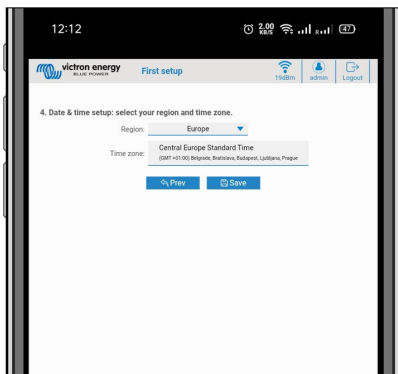 12:12
2.00 KB/S
R
47
victron energy
BLUE POWER
First setup
19dBm
admin
Logout
4. Date & time setup: select your region and time zone.
Region: Europe
Time zone: Central Europe Standard Time
(GMT +01:00) Belgrade, Bratislava, Budapest, Ljubljana, Prague
Prev
Save